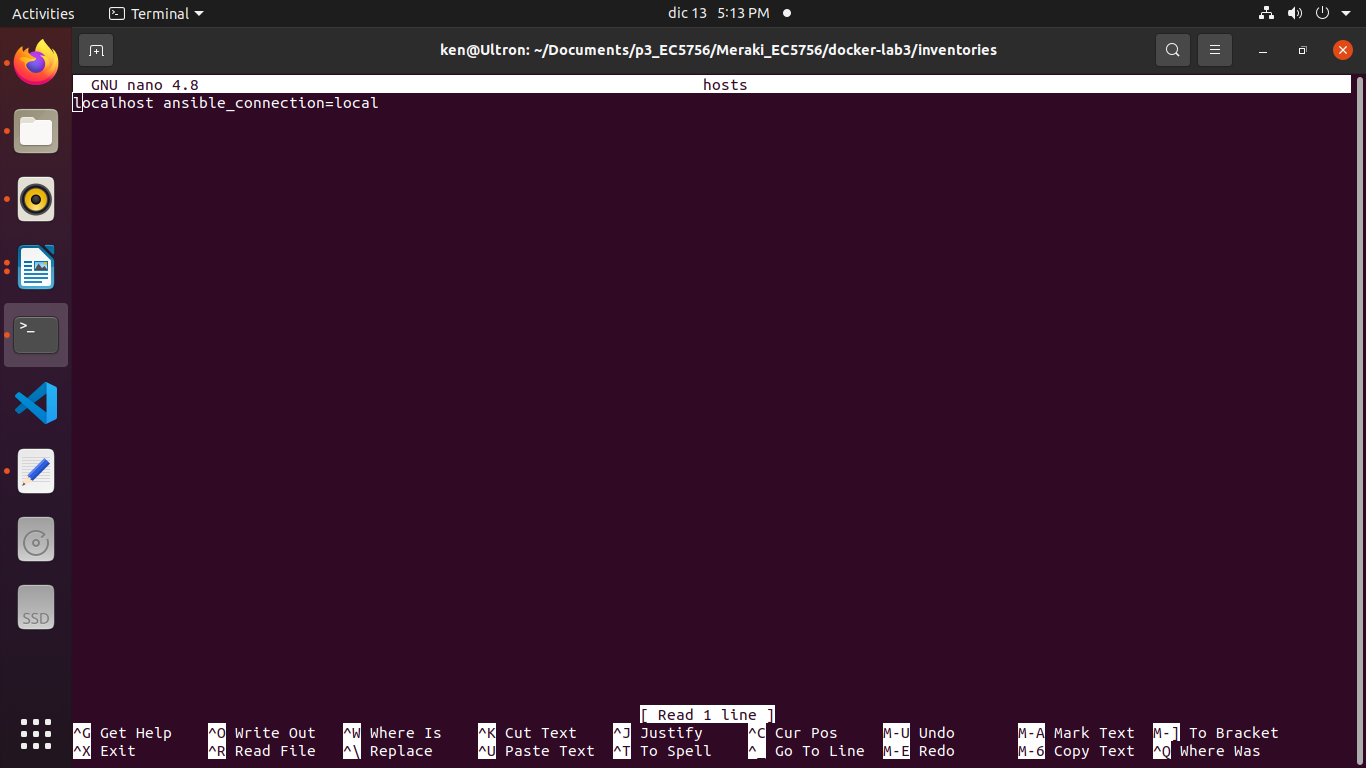 Activities Terminal dic 13 5:13 PM
ken@Ultron: ~/Documents/p3_EC5756/Meraki_EC5756/docker-lab3/inventories
GNU nano 4.8 hosts
localhost ansible_connection=local
[ Read 1 line ]
^G Get Help ^O Write Out ^W Where Is ^K Cut Text ^J Justify ^C Cur Pos M-U Undo M-A Mark Text M-] To Bracket
^X Exit ^R Read File ^\ Replace ^U Paste Text ^T To Spell ^_ Go To Line M-E Redo M-6 Copy Text ^Q Where Was
>_
SSD